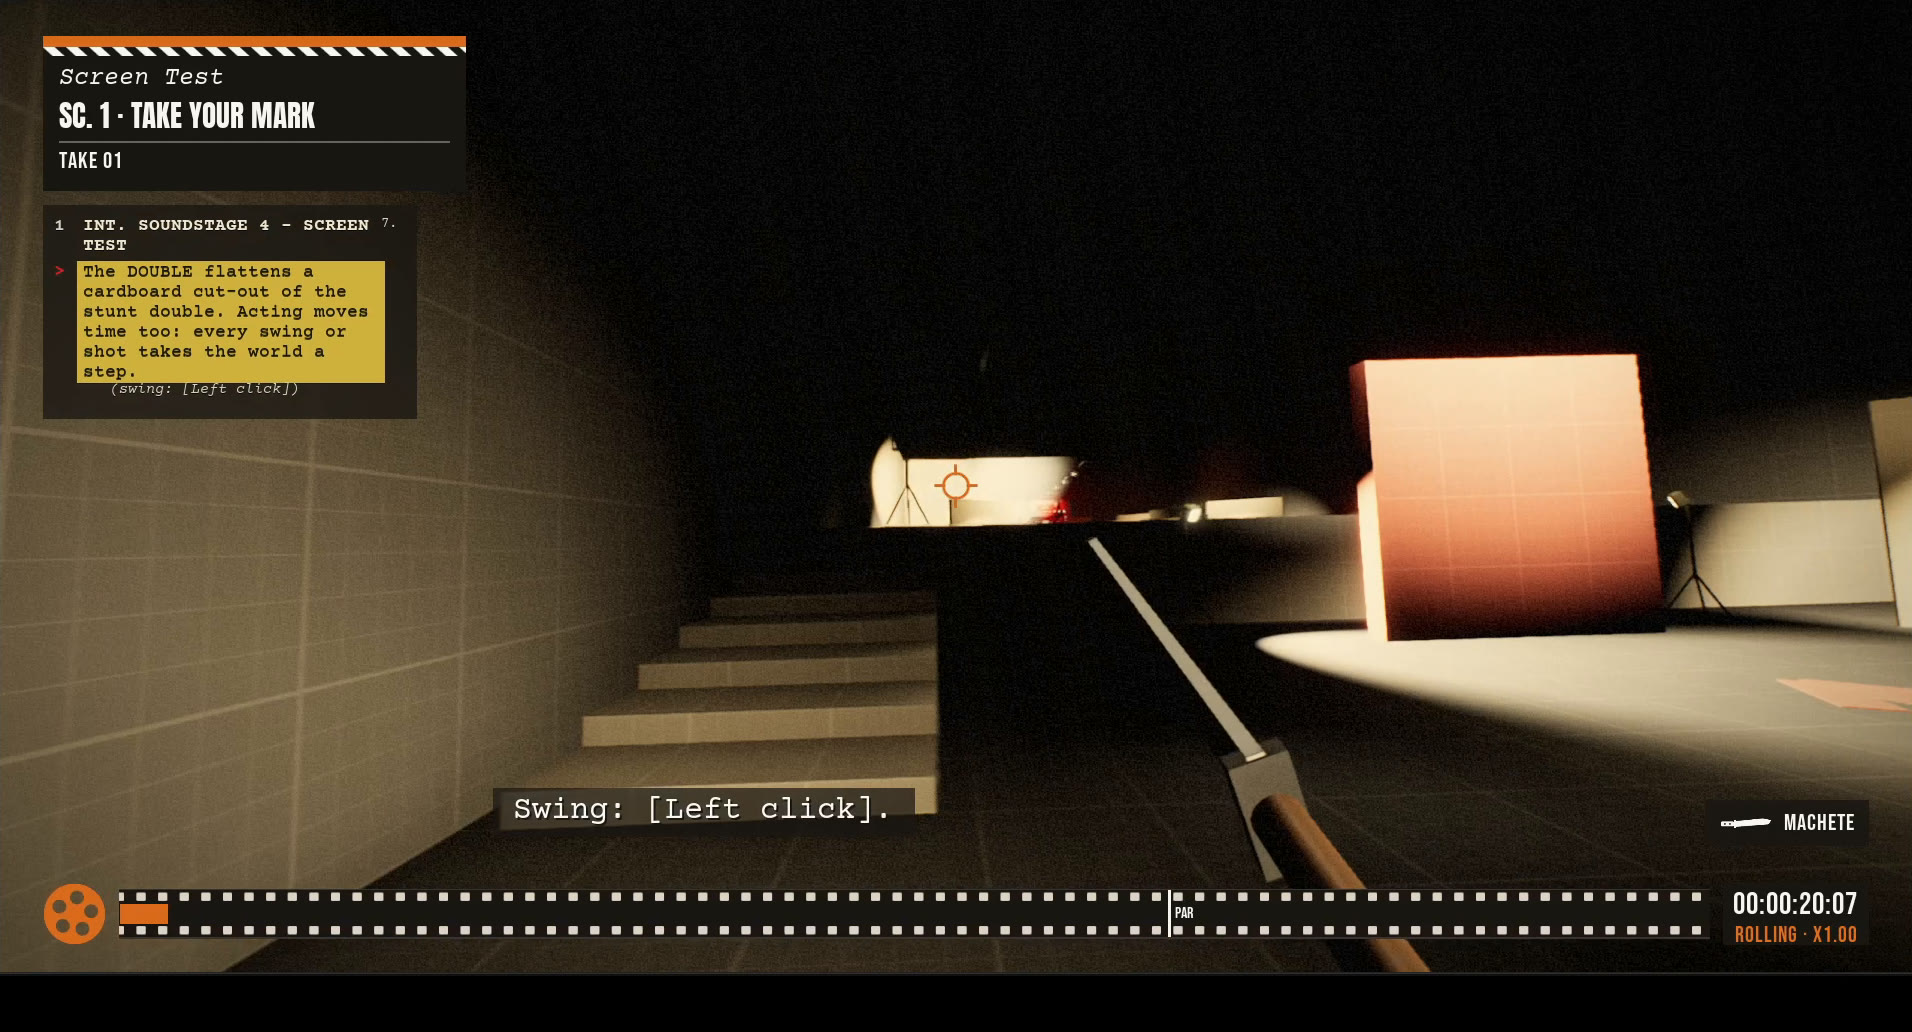 Screen Test
SC. 1 · TAKE YOUR MARK
TAKE 01
1 INT. SOUNDSTAGE 4 – SCREEN 7.
TEST
> The DOUBLE flattens a
cardboard cut-out of the
stunt double. Acting moves
time too: every swing or
shot takes the world a
step.
(swing: [Left click])
Swing: [Left click].
MACHETE
PAR
00:00:20:07
ROLLING · X1.00